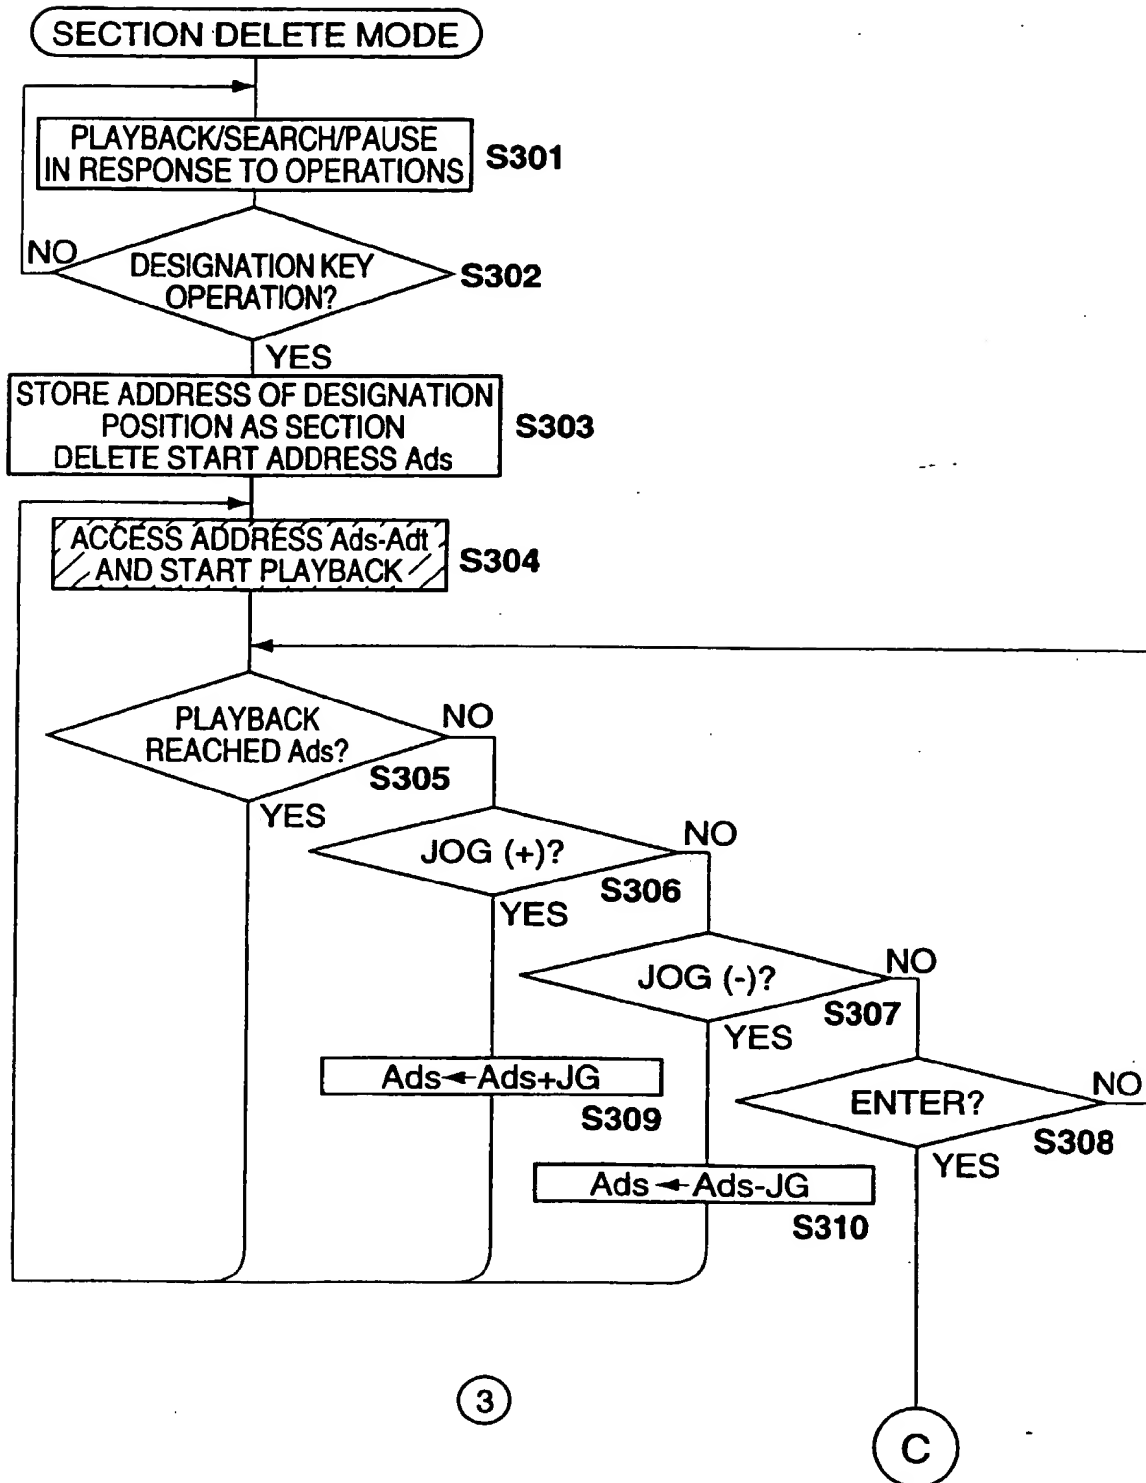 SECTION DELETE MODE
PLAYBACK/SEARCH/PAUSE
IN RESPONSE TO OPERATIONS
S301
NO
DESIGNATION KEY
OPERATION?
S302
YES
STORE ADDRESS OF DESIGNATION
POSITION AS SECTION
DELETE START ADDRESS Ads
S303
ACCESS ADDRESS Ads-Adt
AND START PLAYBACK
S304
PLAYBACK
REACHED Ads?
NO
S305
YES
JOG (+)?
NO
S306
YES
JOG (-)?
NO
S307
YES
Ads←Ads+JG
S309
ENTER?
NO
S308
YES
Ads←Ads-JG
S310
3
C